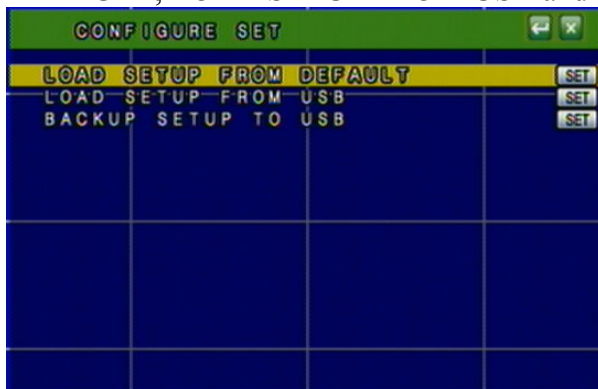 CONFIGURE SET
LOAD SETUP FROM DEFAULT SET
LOAD SETUP FROM USB SET
BACKUP SETUP TO USB SET